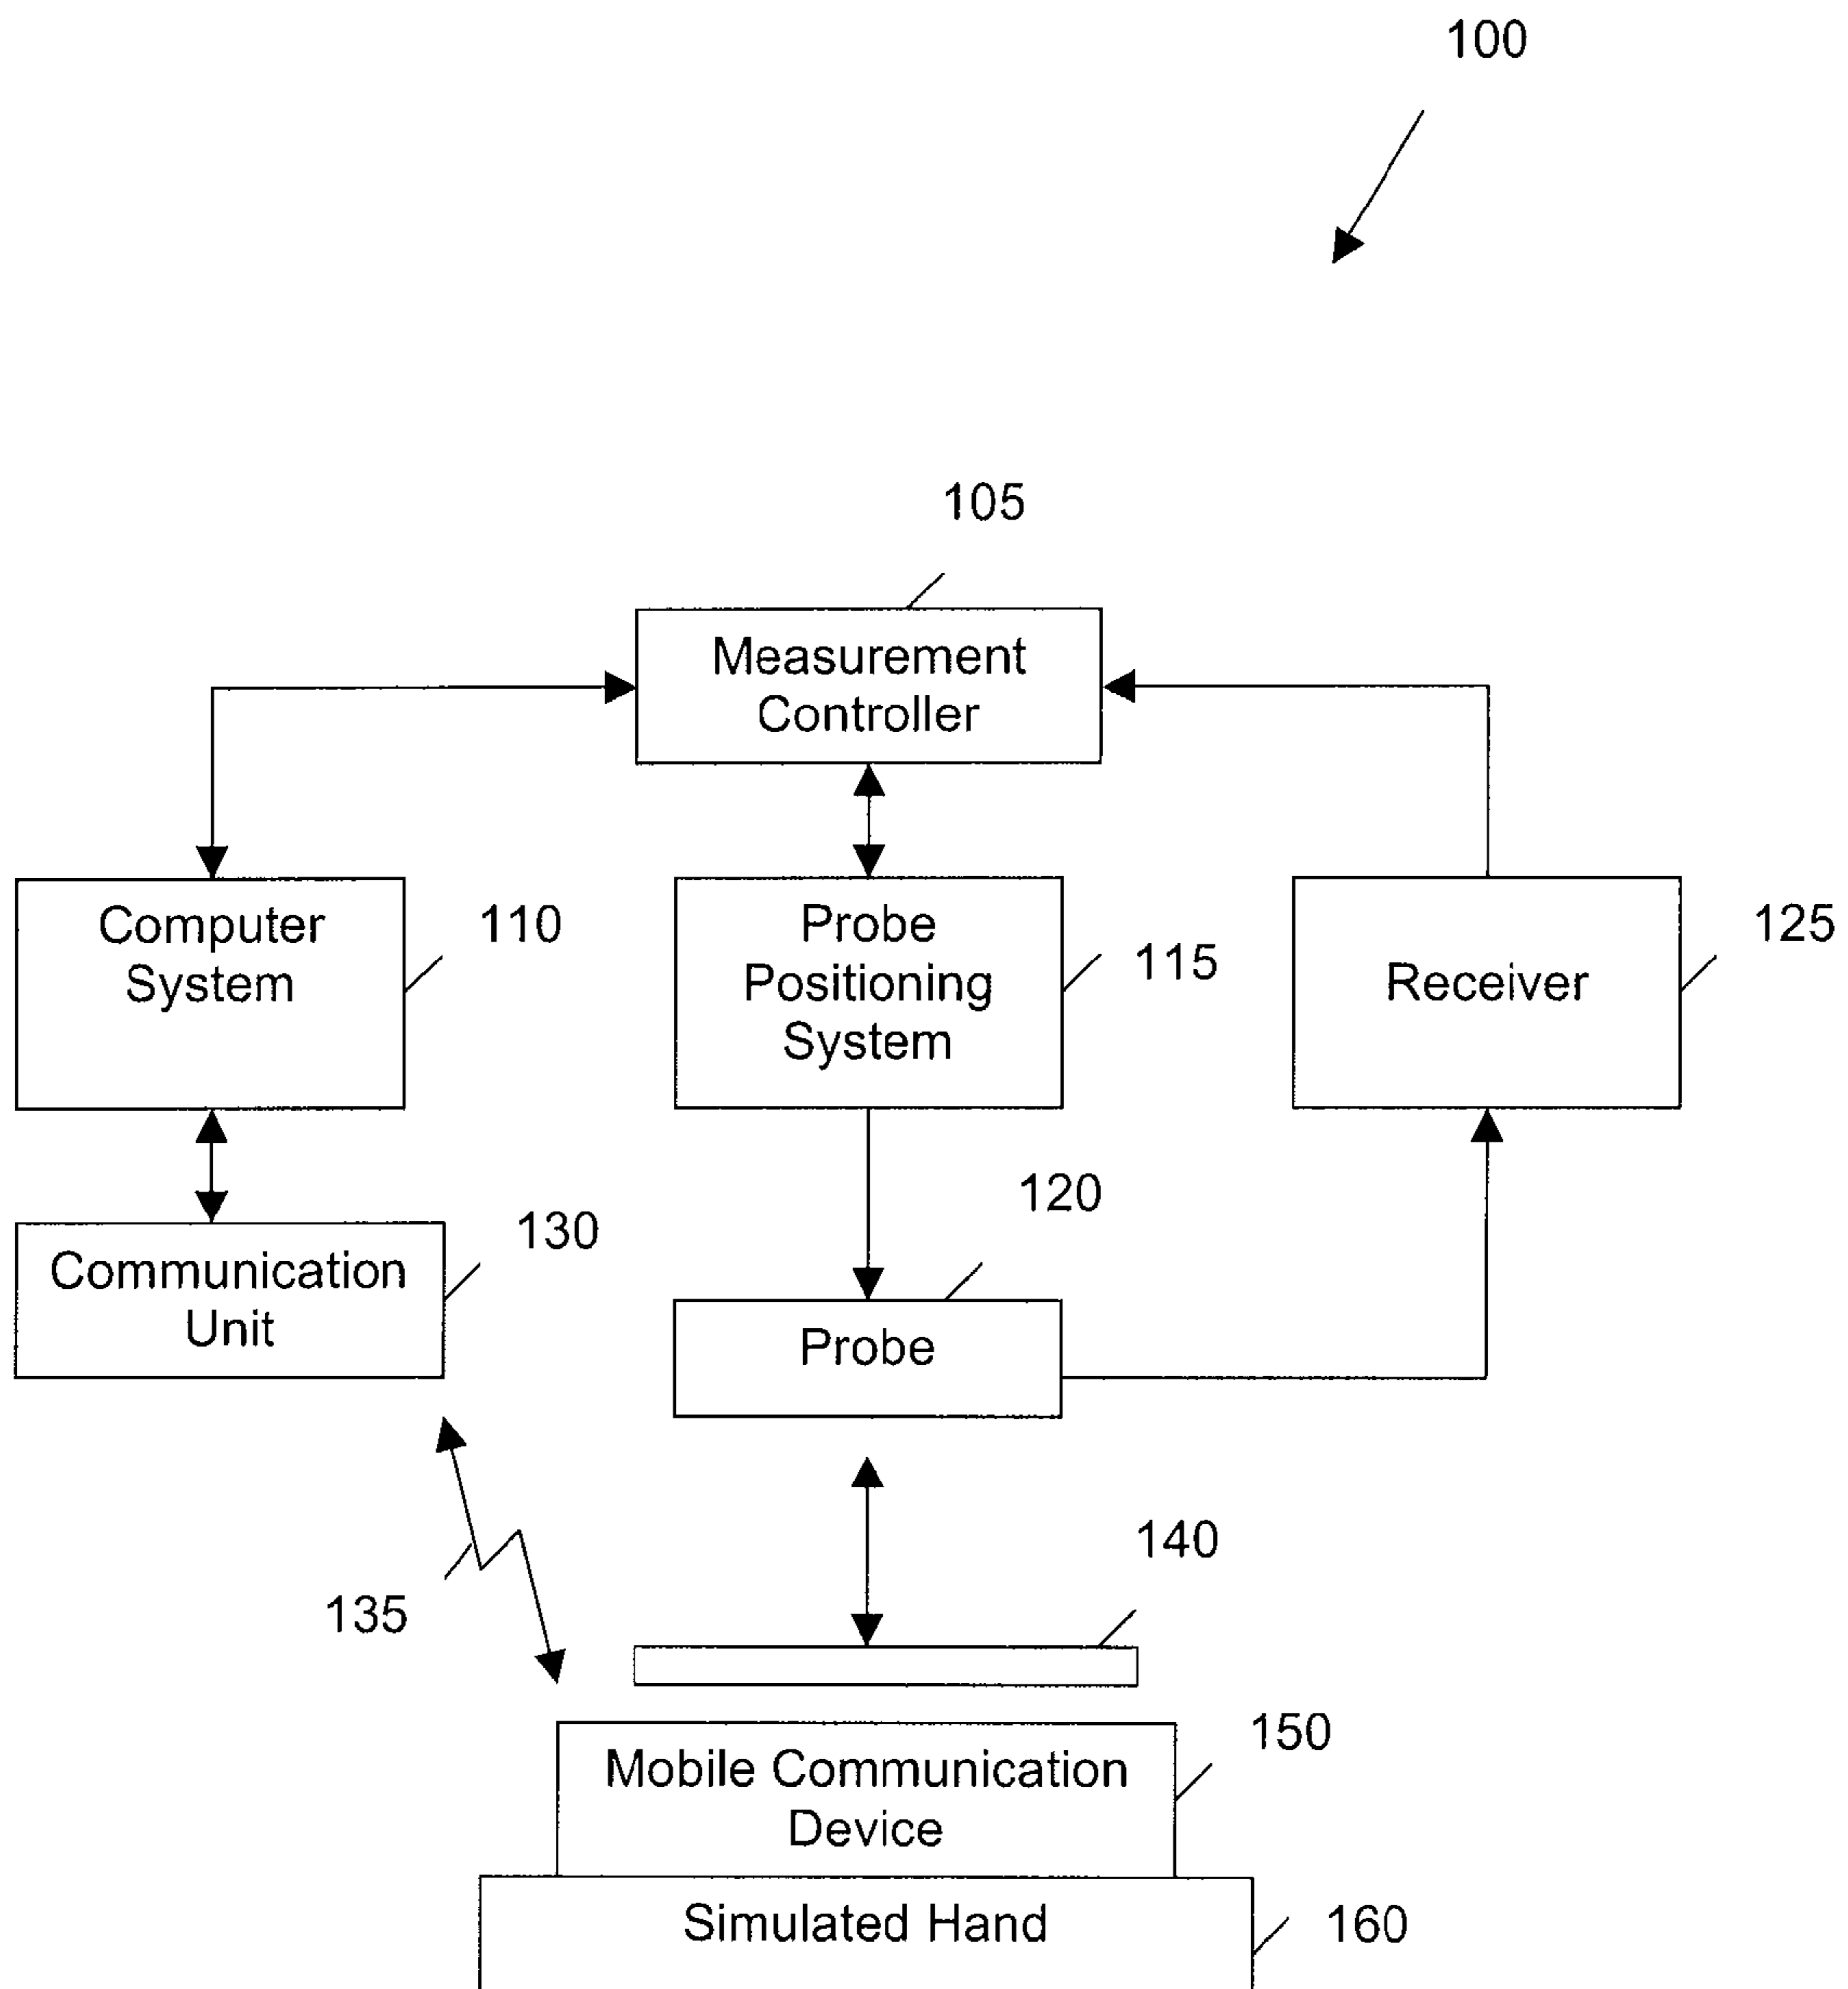 100
105
Measurement
Controller
Computer
System
110
Probe
Positioning
System
115
Receiver
125
Communication
Unit
130
120
Probe
135
140
150
Mobile Communication
Device
Simulated Hand
160